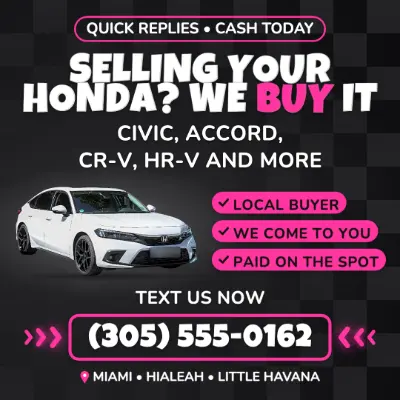 QUICK REPLIES • CASH TODAY
SELLING YOUR
HONDA? WE BUY IT
CIVIC, ACCORD,
CR-V, HR-V AND MORE
LOCAL BUYER
WE COME TO YOU
PAID ON THE SPOT
TEXT US NOW
(305) 555-0162
MIAMI • HIALEAH • LITTLE HAVANA